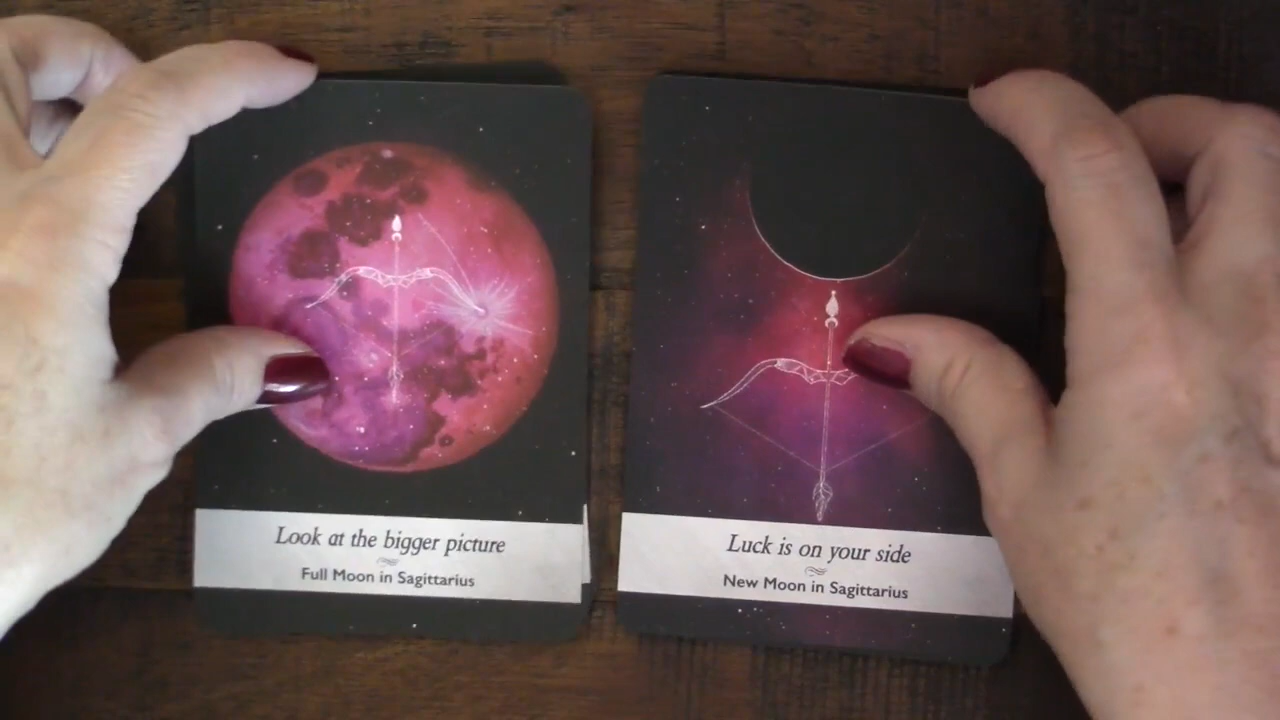 Look at the bigger picture
Full Moon in Sagittarius
Luck is on your side
New Moon in Sagittarius